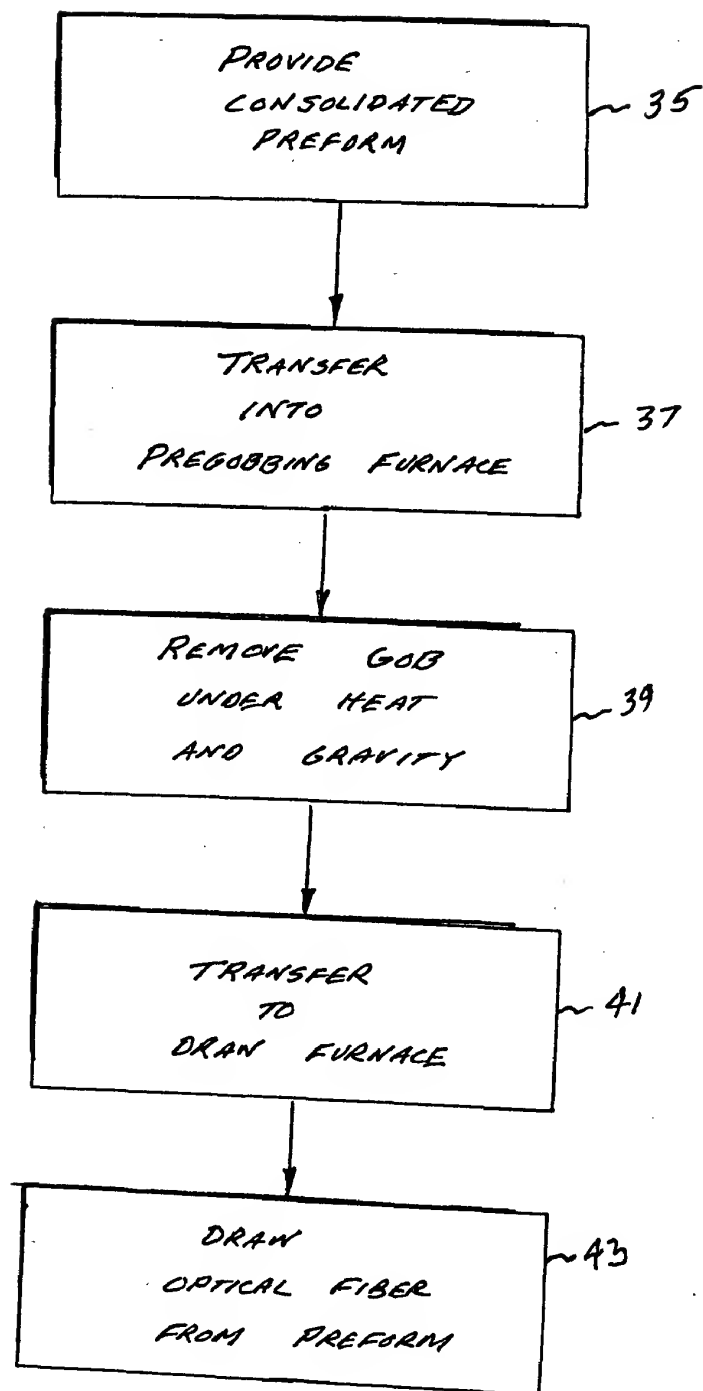 PROVIDE
CONSOLIDATED
PREFORM
35
TRANSFER
INTO
PREGOBBING FURNACE
37
REMOVE GOB
UNDER HEAT
AND GRAVITY
39
TRANSFER
TO
DRAW FURNACE
41
DRAW
OPTICAL FIBER
FROM PREFORM
43